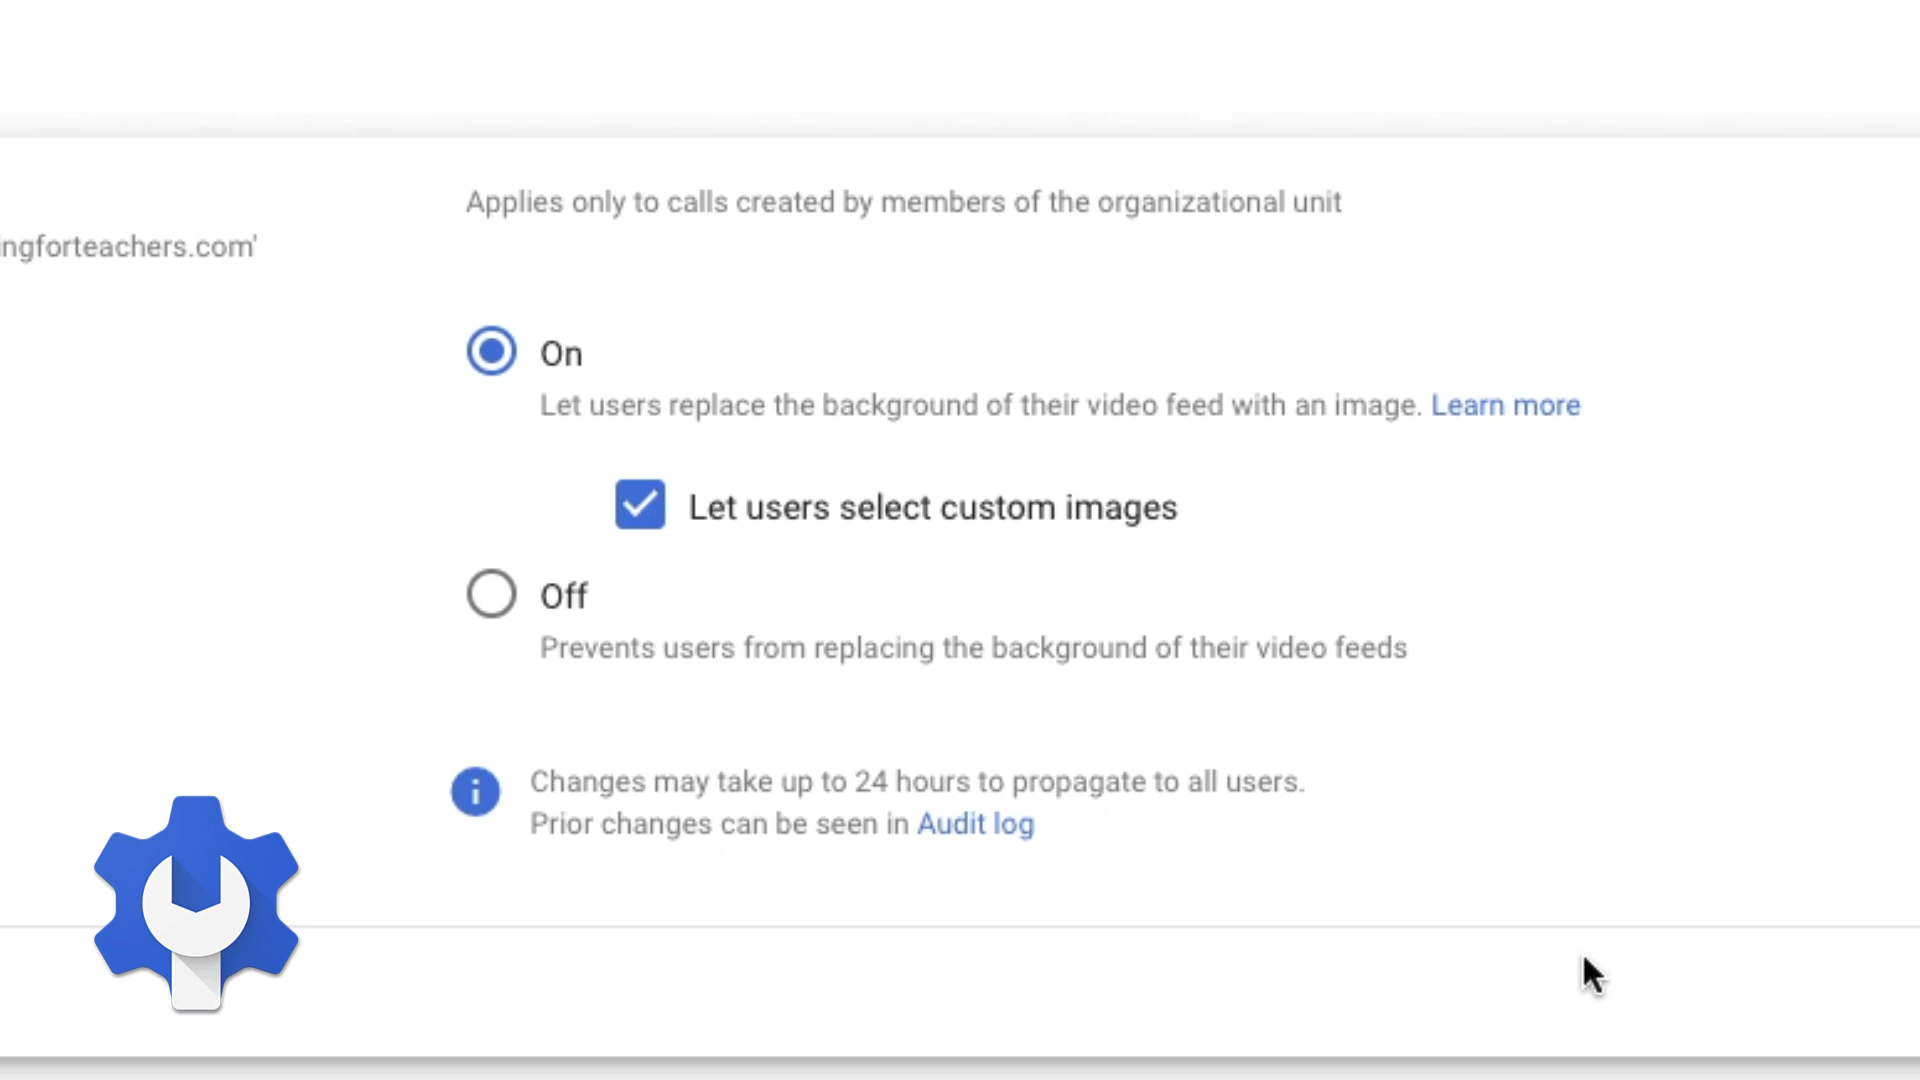 Applies only to calls created by members of the organizational unit
ingforteachers.com'
On
Let users replace the background of their video feed with an image. Learn more
Let users select custom images
Off
Prevents users from replacing the background of their video feeds
Changes may take up to 24 hours to propagate to all users.
Prior changes can be seen in Audit log